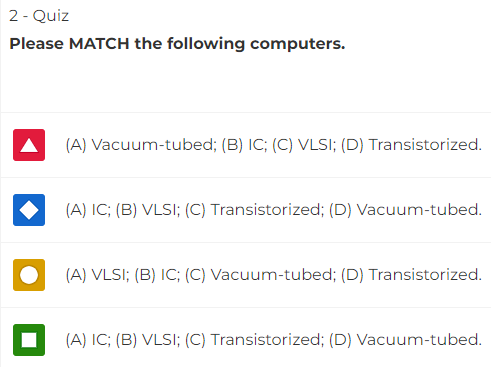 2 - Quiz
Please MATCH the following computers.
(A) Vacuum-tubed; (B) IC; (C) VLSI; (D) Transistorized.
(A) IC; (B) VLSI; (C) Transistorized; (D) Vacuum-tubed.
(A) VLSI; (B) IC; (C) Vacuum-tubed; (D) Transistorized.
(A) IC; (B) VLSI; (C) Transistorized; (D) Vacuum-tubed.